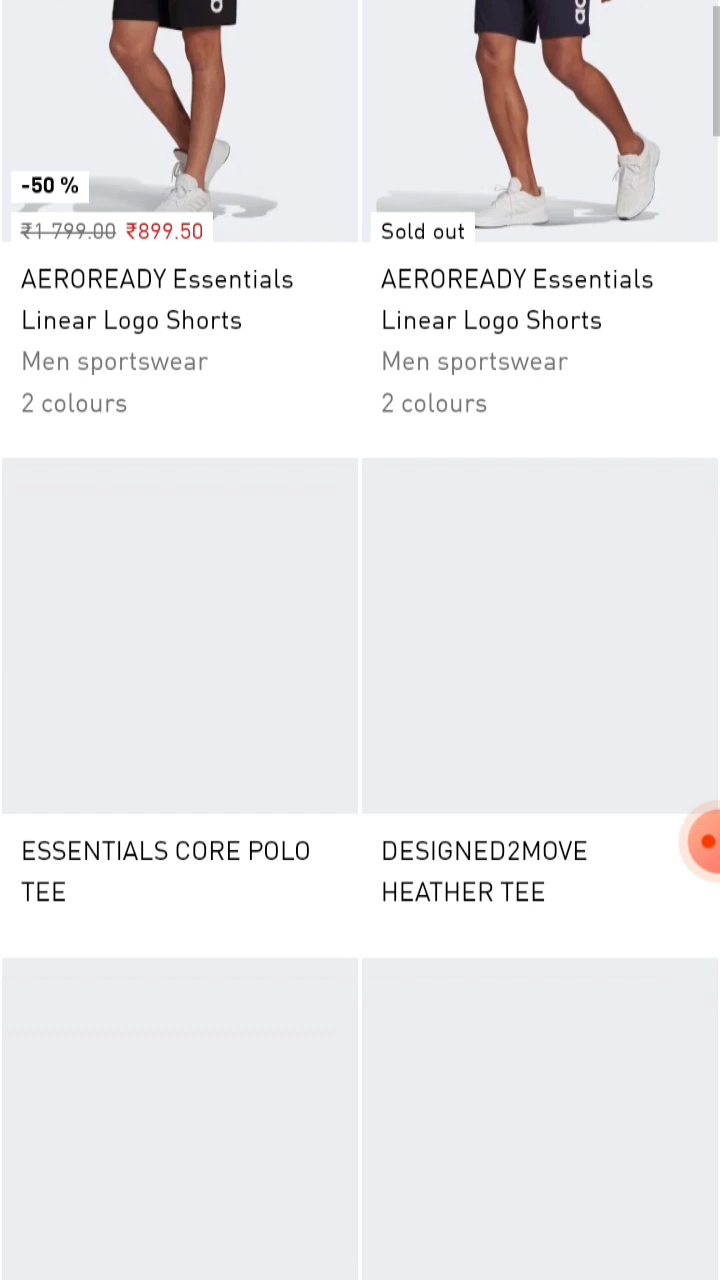 -50 %
₹1 799.00 ₹899.50
Sold out
AEROREADY Essentials
Linear Logo Shorts
Men sportswear
2 colours
AEROREADY Essentials
Linear Logo Shorts
Men sportswear
2 colours
ESSENTIALS CORE POLO
TEE
DESIGNED2MOVE
HEATHER TEE